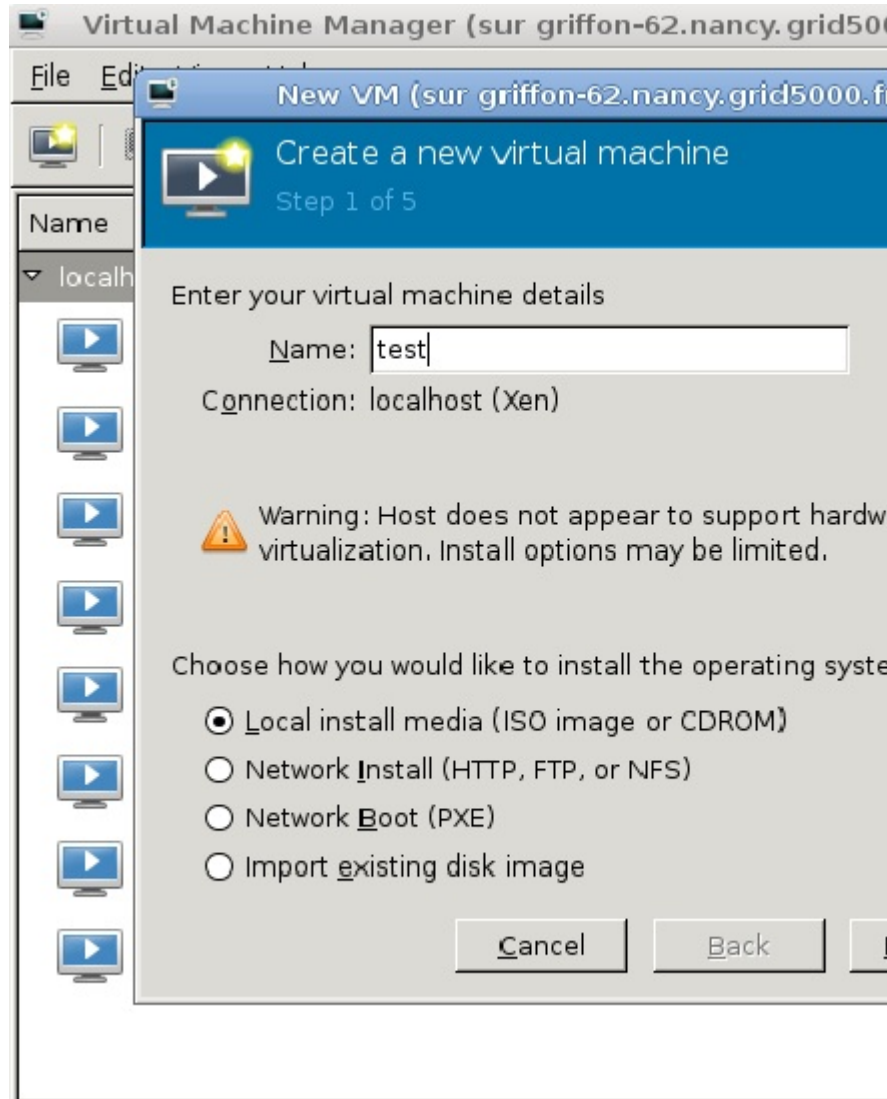 Virtual Machine Manager (sur griffon-62.nancy.grid500
File Edi
New VM (sur griffon-62.nancy.grid5000.fr
Create a new virtual machine
Step 1 of 5
Name
localh
Enter your virtual machine details
Name: test
Connection: localhost (Xen)
Warning: Host does not appear to support hardw
virtualization. Install options may be limited.
Choose how you would like to install the operating syste
Local install media (ISO image or CDROM)
Network Install (HTTP, FTP, or NFS)
Network Boot (PXE)
Import existing disk image
Cancel Back